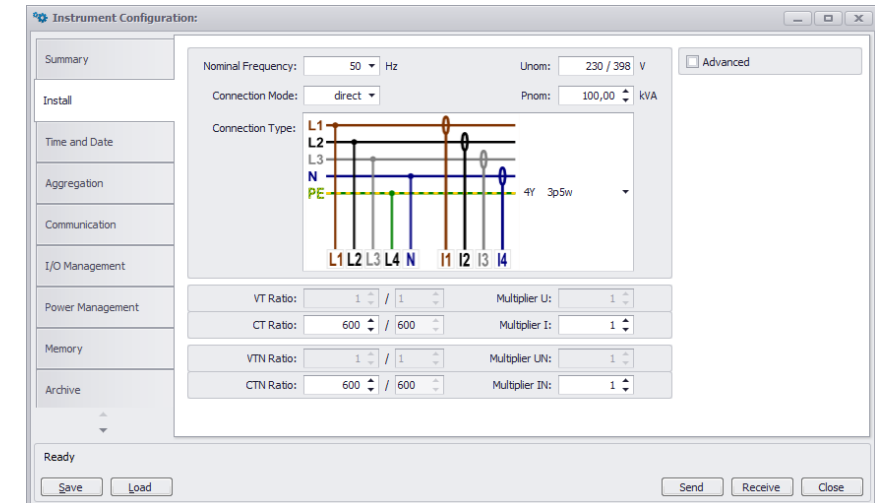 Instrument Configuration:
Summary
Install
Time and Date
Aggregation
Communication
I/O Management
Power Management
Memory
Archive
Nominal Frequency: 50 Hz Unom: 230 / 398 V
Connection Mode: direct Pnom: 100,00 kVA
Connection Type:
L1
L2
L3
N
PE
4Y 3p5w
L1 L2 L3 L4 N I1 I2 I3 I4
VT Ratio: 1 / 1 Multiplier U: 1
CT Ratio: 600 / 600 Multiplier I: 1
VTN Ratio: 1 / 1 Multiplier UN: 1
CTN Ratio: 600 / 600 Multiplier IN: 1
Advanced
Ready
Save Load Send Receive Close